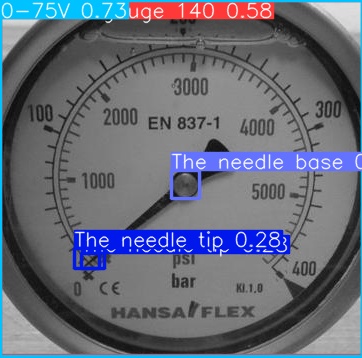 0-75V 0.73uge 140 0.58
3000
100
2000
300
EN 837-1
4000
The needle base 0
1000
5000
The needle tip 0.28
psi
400
bar
0
CE
Kl.1,0
HANSA FLEX